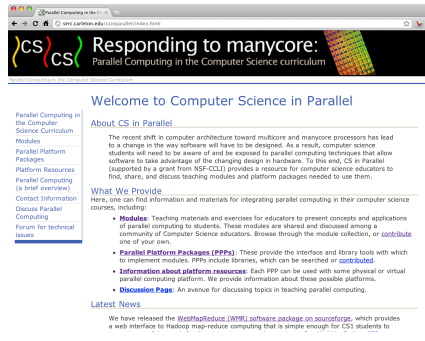 Parallel Computing in the Co
serc.carleton.edu/csinparallel/index.html
)cs)
cs(
Responding to manycore:
Parallel Computing in the Computer Science curriculum
Parallel Computing in the Computer Science Curriculum
Parallel Computing in
the Computer
Science Curriculum
Modules
Parallel Platform
Packages
Platform Resources
Parallel Computing
(a brief overview)
Contact Information
Discuss Parallel
Computing
Forum for technical
issues
Welcome to Computer Science in Parallel
About CS in Parallel
The recent shift in computer architecture toward multicore and manycore processors has lead
to a change in the way software will have to be designed. As a result, computer science
students will need to be aware of and be exposed to parallel computing techniques that allow
software to take advantage of the changing design in hardware. To this end, CS in Parallel
(supported by a grant from NSF-CCLI) provides a resource for computer science educators to
find, share, and discuss teaching modules and platform packages needed to use them.
What We Provide
Here, one can find information and materials for integrating parallel computing in their computer science
courses, including:
• Modules: Teaching materials and exercises for educators to present concepts and applications
of parallel computing to students. These modules are shared and discussed among a
community of Computer Science educators. Browse through the module collection, or contribute
one of your own.
• Parallel Platform Packages (PPPs): These provide the interface and library tools with which
to implement modules. PPPs include libraries, which can be searched or contributed.
• Information about platform resources: Each PPP can be used with some physical or virtual
parallel computing platform. We provide information about these possible platforms.
• Discussion Page: An avenue for discussing topics in teaching parallel computing.
Latest News
We have released the WebMapReduce (WMR) software package on sourceforge, which provides
a web interface to Hadoop map-reduce computing that is simple enough for CS1 students to